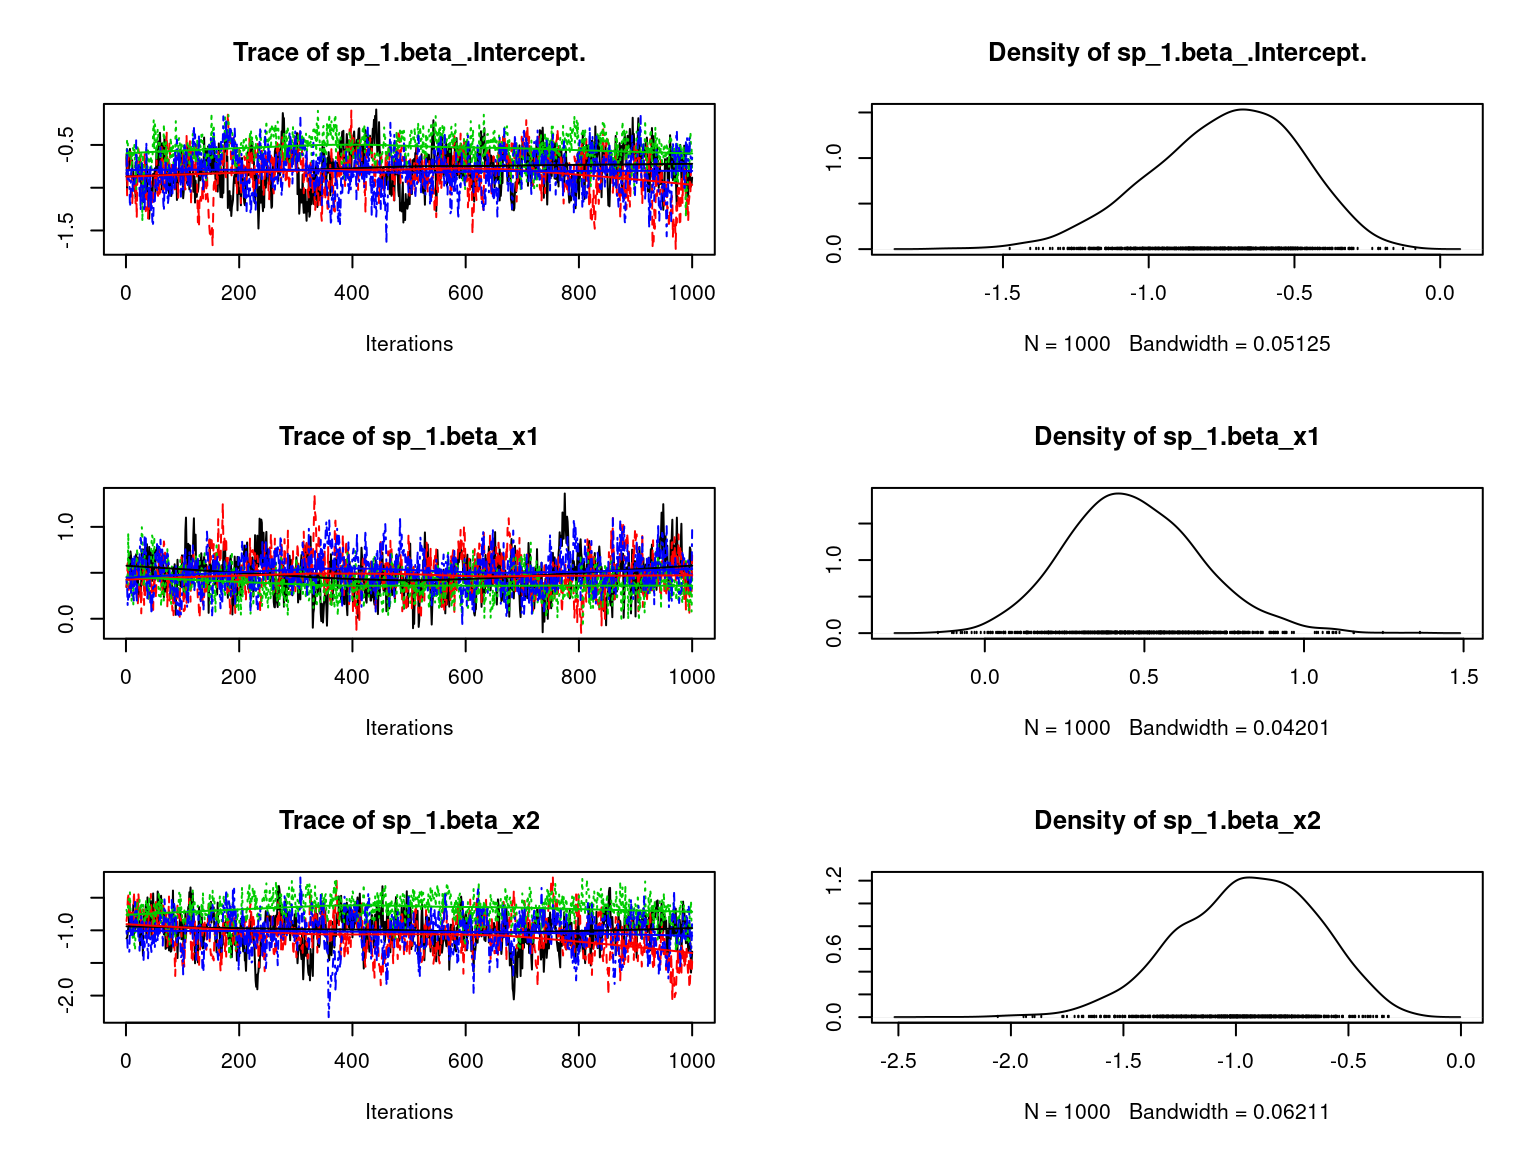 Trace of sp_1.beta_.Intercept.
-0.5
-1.5
0 200 400 600 800 1000
Iterations
Density of sp_1.beta_.Intercept.
1.0
0.0
-1.5 -1.0 -0.5 0.0
N = 1000 Bandwidth = 0.05125
Trace of sp_1.beta_x1
1.0
0.0
0 200 400 600 800 1000
Iterations
Density of sp_1.beta_x1
1.0
0.0
0.0 0.5 1.0 1.5
N = 1000 Bandwidth = 0.04201
Trace of sp_1.beta_x2
-1.0
-2.0
0 200 400 600 800 1000
Iterations
Density of sp_1.beta_x2
1.2
0.6
0.0
-2.5 -2.0 -1.5 -1.0 -0.5 0.0
N = 1000 Bandwidth = 0.06211